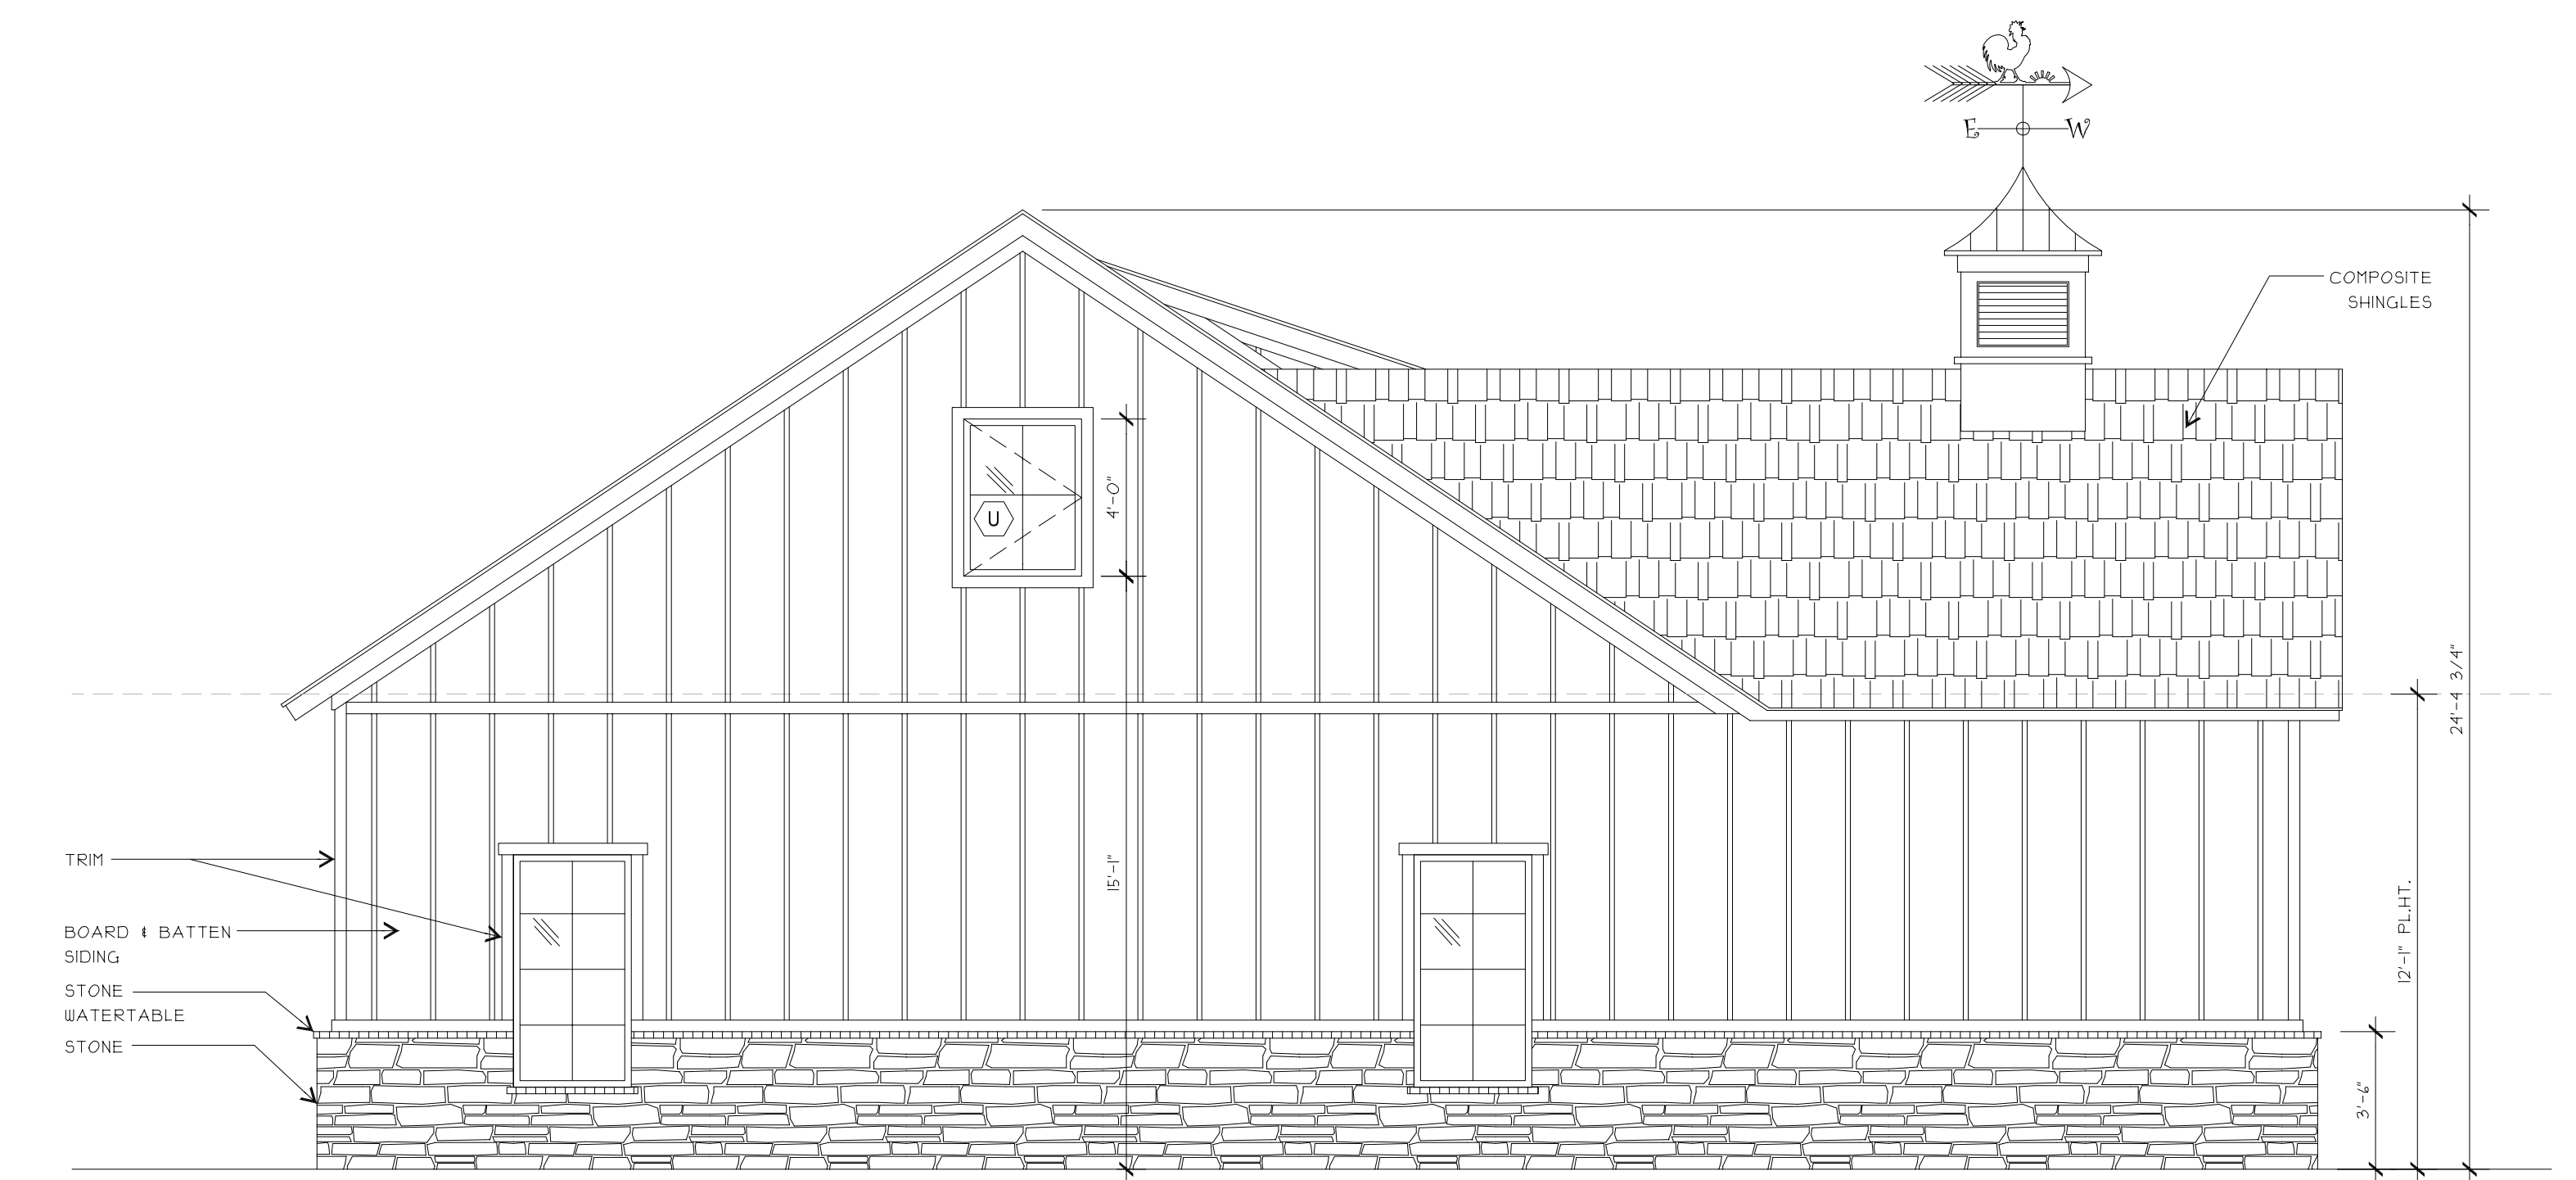 E W
COMPOSITE
SHINGLES
U
4'-0"
24'-4 3/4"
TRIM
15'-1"
12'-1" PL.HT.
BOARD & BATTEN
SIDING
STONE
WATERTABLE
STONE
3'-6"